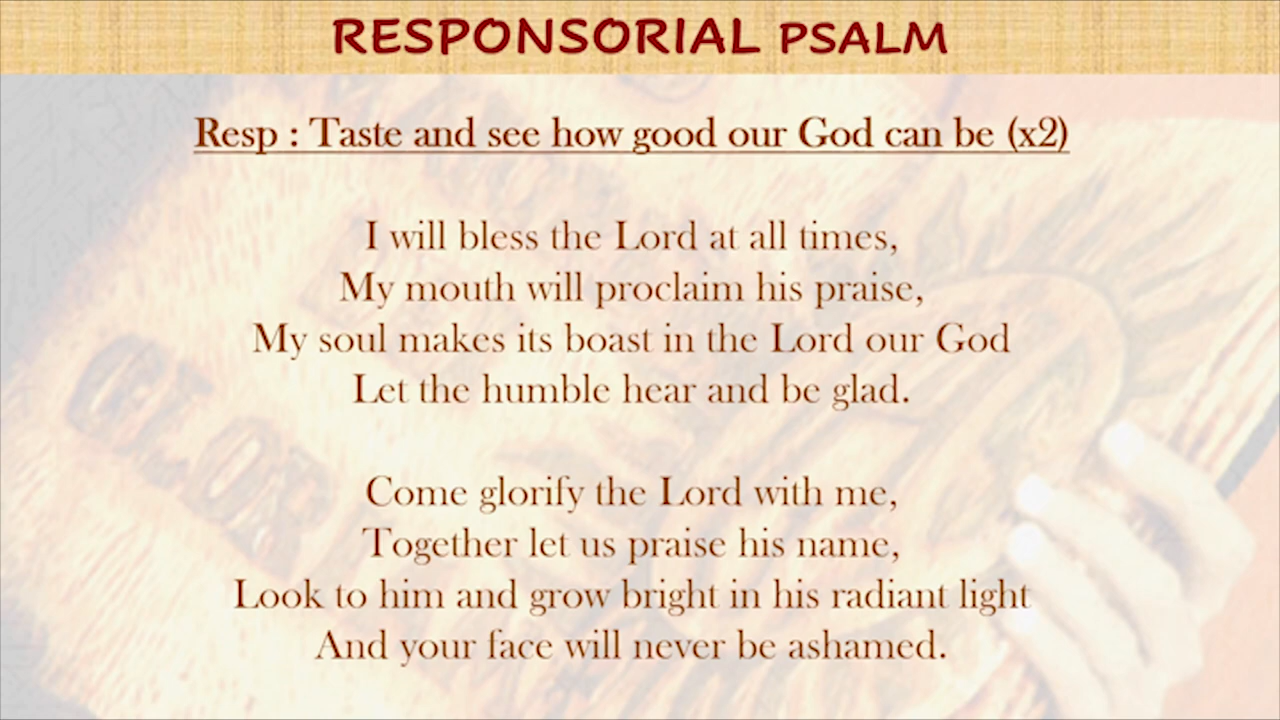 RESPONSORIAL PSALM
Resp : Taste and see how good our God can be (x2)
I will bless the Lord at all times,
My mouth will proclaim his praise,
My soul makes its boast in the Lord our God
Let the humble hear and be glad.
Come glorify the Lord with me,
Together let us praise his name,
Look to him and grow bright in his radiant light
And your face will never be ashamed.